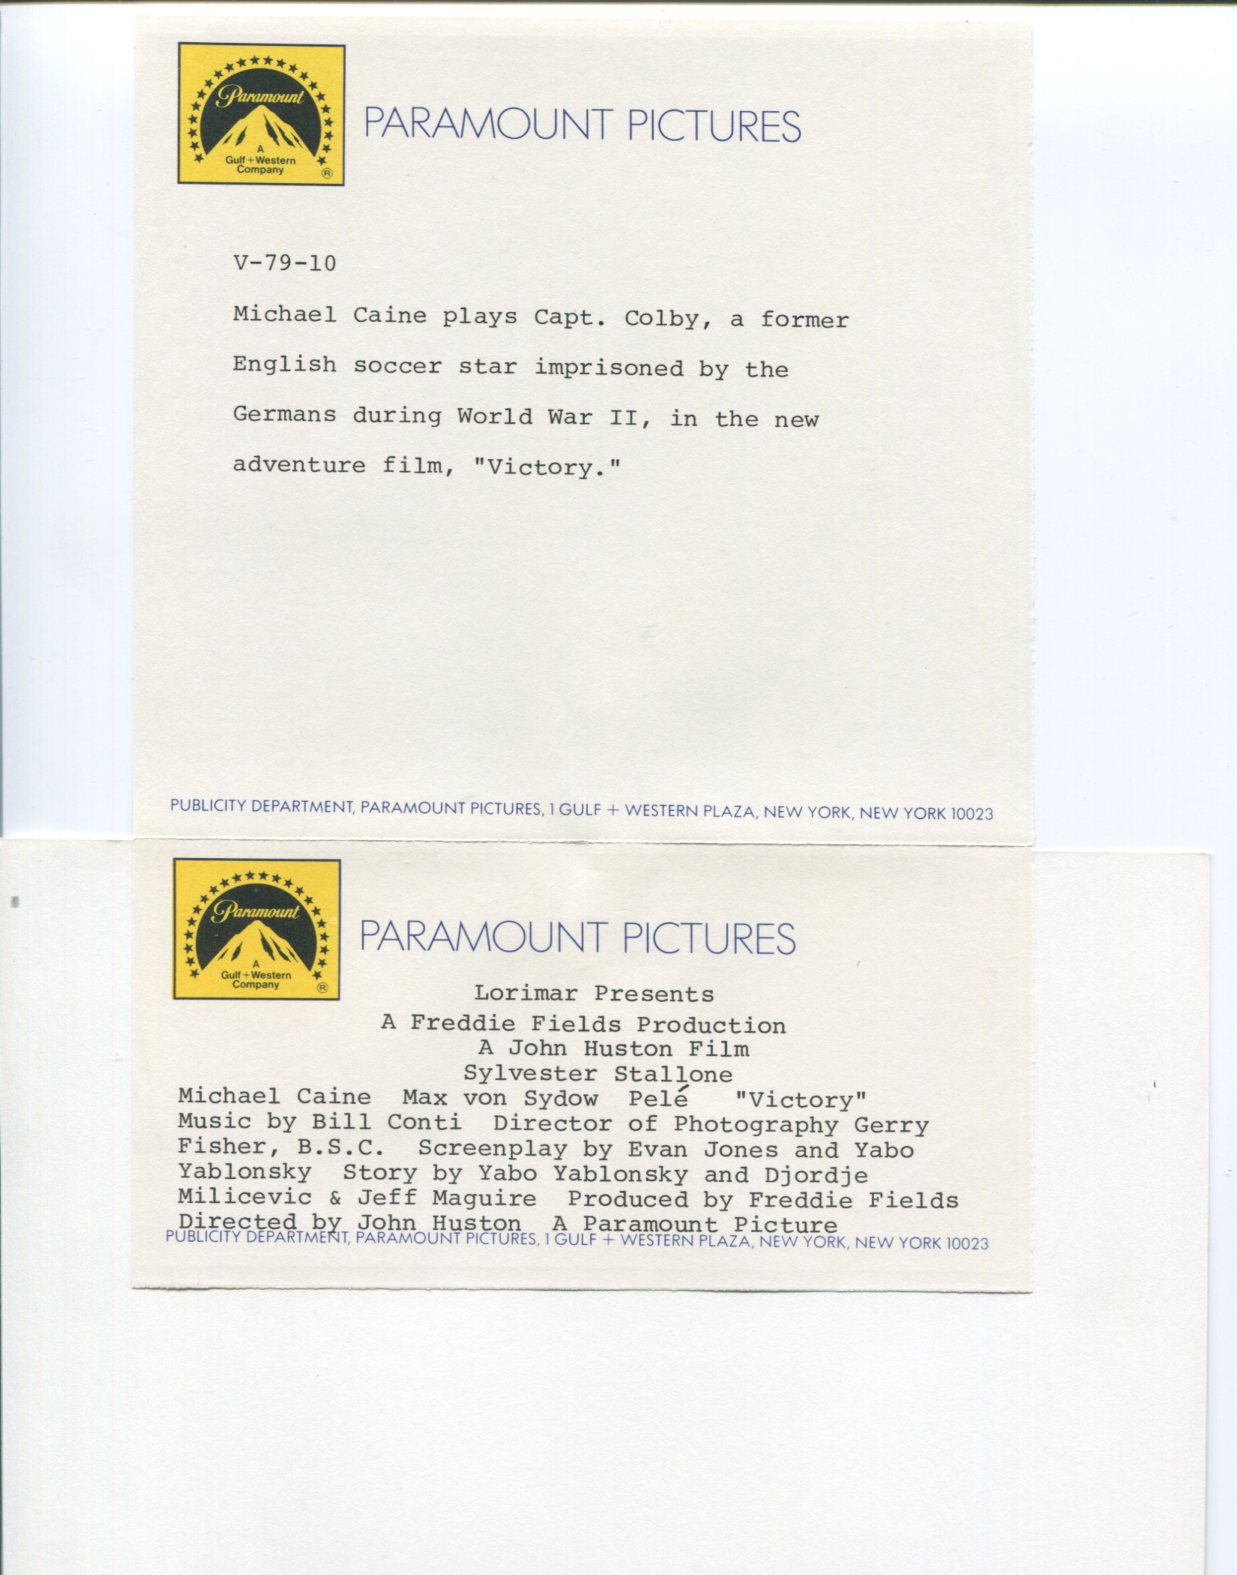 Paramount
A
Gulf + Western
Company
®
PARAMOUNT PICTURES
V-79-10
Michael Caine plays Capt. Colby, a former
English soccer star imprisoned by the
Germans during World War II, in the new
adventure film, "Victory."
PUBLICITY DEPARTMENT, PARAMOUNT PICTURES, 1 GULF + WESTERN PLAZA, NEW YORK, NEW YORK 10023
Paramount
A
Gulf + Western
Company
®
PARAMOUNT PICTURES
Lorimar Presents
A Freddie Fields Production
A John Huston Film
Sylvester Stallone
Michael Caine  Max von Sydow  Pelé  "Victory"
Music by Bill Conti  Director of Photography Gerry
Fisher, B.S.C.  Screenplay by Evan Jones and Yabo
Yablonsky  Story by Yabo Yablonsky and Djordje
Milicevic & Jeff Maguire  Produced by Freddie Fields
Directed by John Huston  A Paramount Picture
PUBLICITY DEPARTMENT, PARAMOUNT PICTURES, 1 GULF + WESTERN PLAZA, NEW YORK, NEW YORK 10023